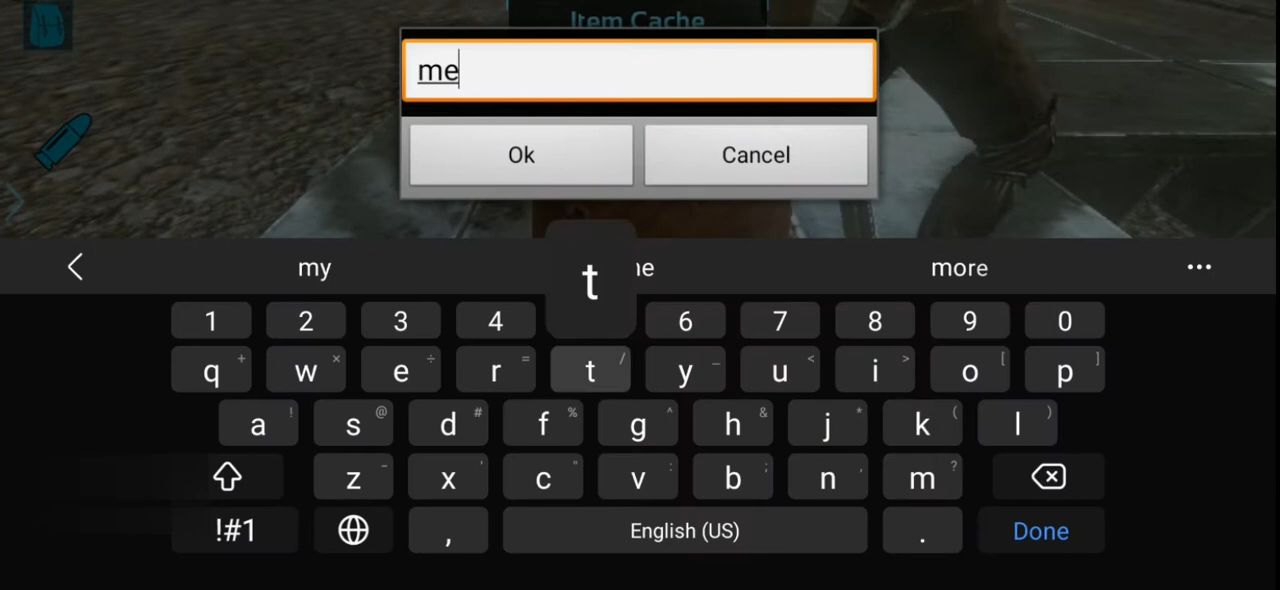 Item Cache
me
Ok
Cancel
my
t
me
more
1 2 3 4 6 7 8 9 0
q + w × e ÷ r = t / y _ u < i > o [ p ]
a ! s @ d # f % g ^ h & j * k ( l )
z - x ' c " v : b ; n , m ?
!#1 , English (US) . Done